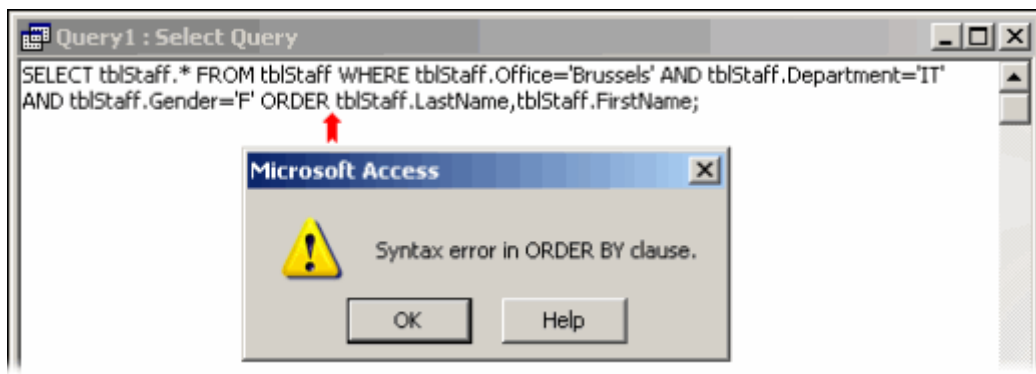 Query1 : Select Query
SELECT tblStaff.* FROM tblStaff WHERE tblStaff.Office='Brussels' AND tblStaff.Department='IT'
AND tblStaff.Gender='F' ORDER tblStaff.LastName,tblStaff.FirstName;
Microsoft Access
Syntax error in ORDER BY clause.
OK
Help